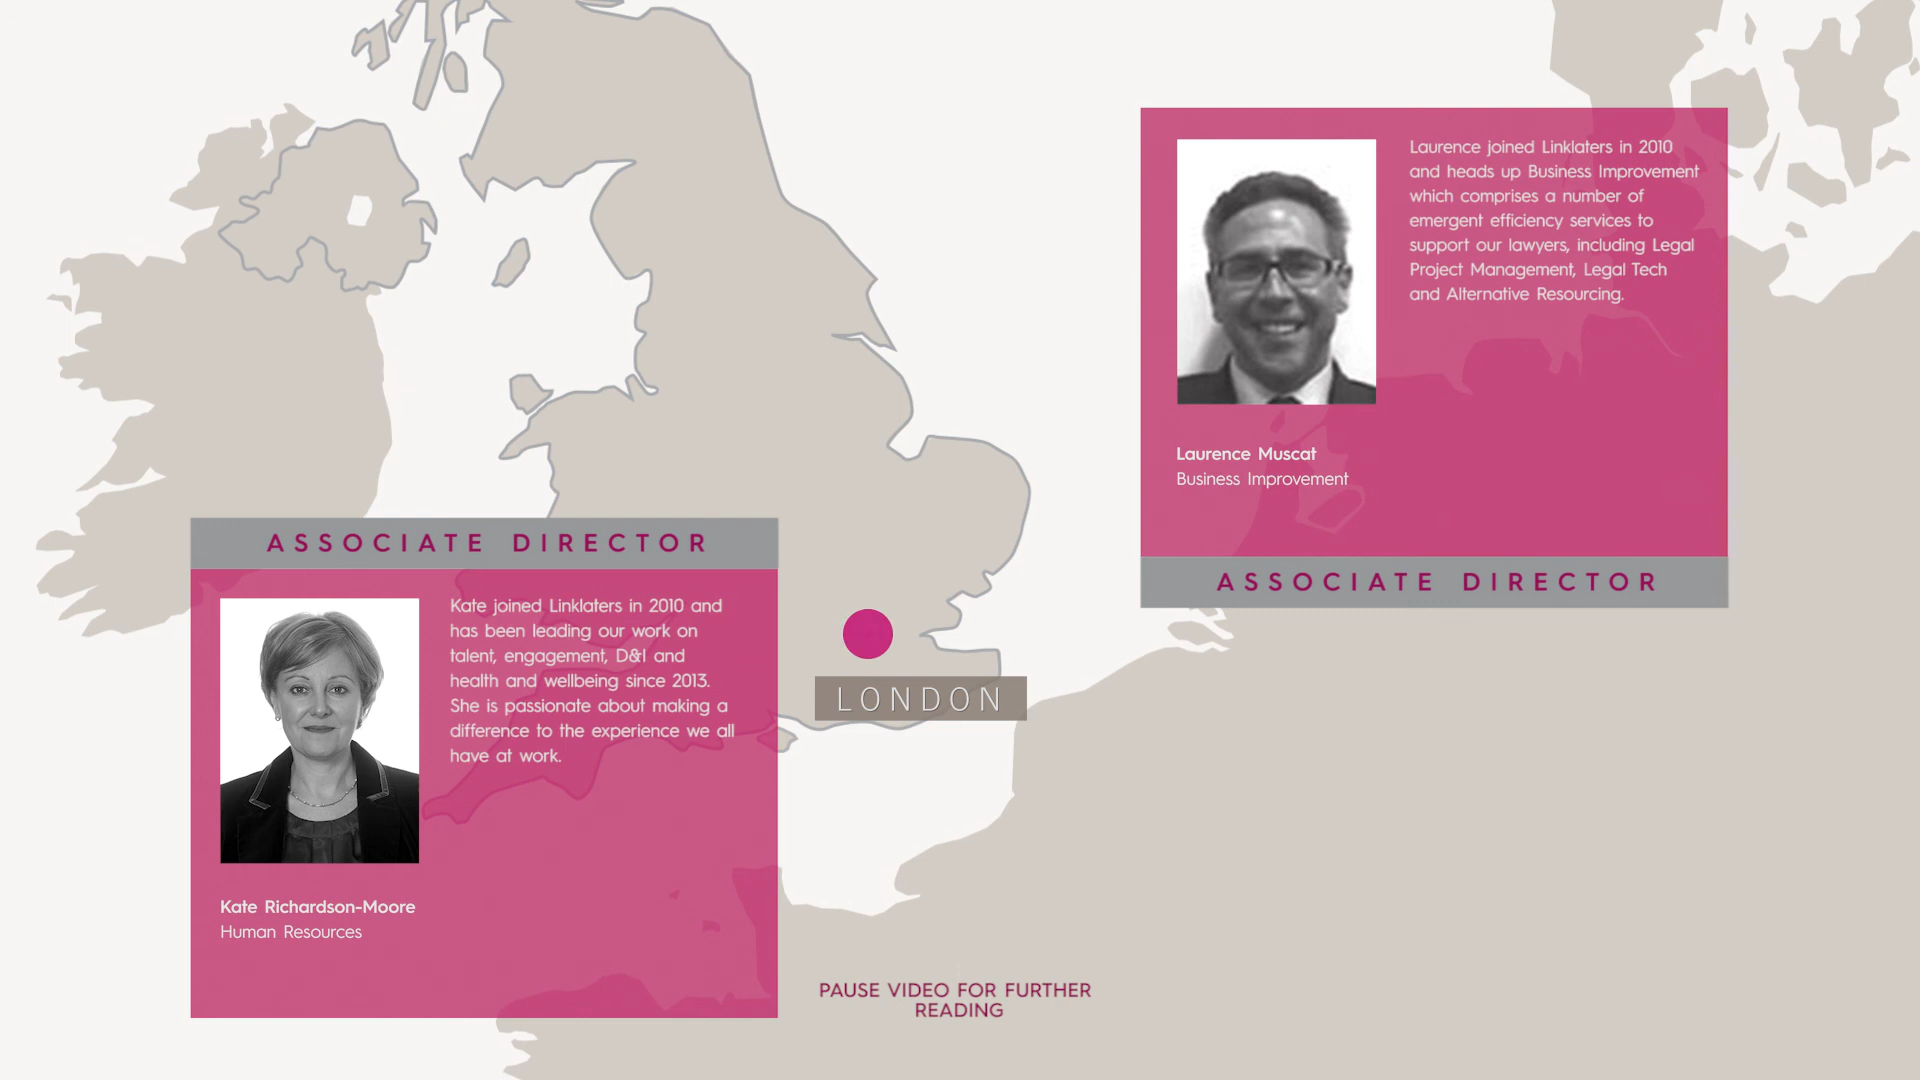 ASSOCIATE DIRECTOR
Kate joined Linklaters in 2010 and
has been leading our work on
talent, engagement, D&I and
health and wellbeing since 2013.
She is passionate about making a
difference to the experience we all
have at work.
Kate Richardson-Moore
Human Resources
LONDON
Laurence joined Linklaters in 2010
and heads up Business Improvement
which comprises a number of
emergent efficiency services to
support our lawyers, including Legal
Project Management, Legal Tech
and Alternative Resourcing.
Laurence Muscat
Business Improvement
ASSOCIATE DIRECTOR
PAUSE VIDEO FOR FURTHER
READING